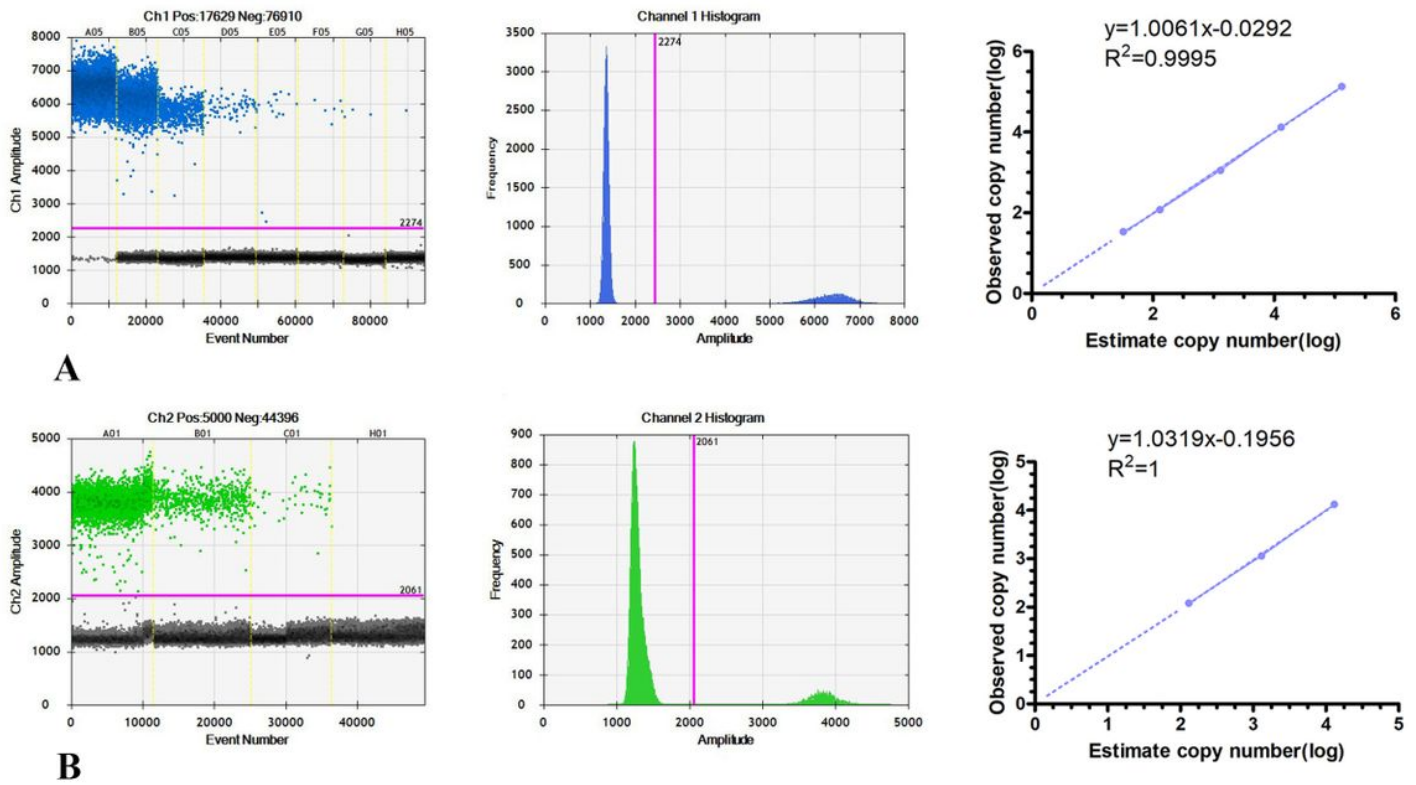 Ch1 Pos:17629 Neg:76910
A05 B05 C05 D05 E05 F05 G05 H05
8000
7000
6000
5000
4000
3000
2000
1000
0
2274
0 20000 40000 60000 80000
Ch1 Amplitude
Event Number
Channel 1 Histogram
2274
3500
3000
2500
2000
1500
1000
500
0
0 1000 2000 3000 4000 5000 6000 7000 8000
Frequency
Amplitude
y=1.0061x-0.0292
R²=0.9995
6
4
2
0
0 2 4 6
Observed copy number(log)
Estimate copy number(log)
A
Ch2 Pos:5000 Neg:44396
A01 B01 C01 H01
5000
4000
3000
2000
1000
0
2061
0 10000 20000 30000 40000
Ch2 Amplitude
Event Number
Channel 2 Histogram
2061
900
800
700
600
500
400
300
200
100
0
0 1000 2000 3000 4000 5000
Frequency
Amplitude
y=1.0319x-0.1956
R²=1
5
4
3
2
1
0
0 1 2 3 4 5
Observed copy number(log)
Estimate copy number(log)
B